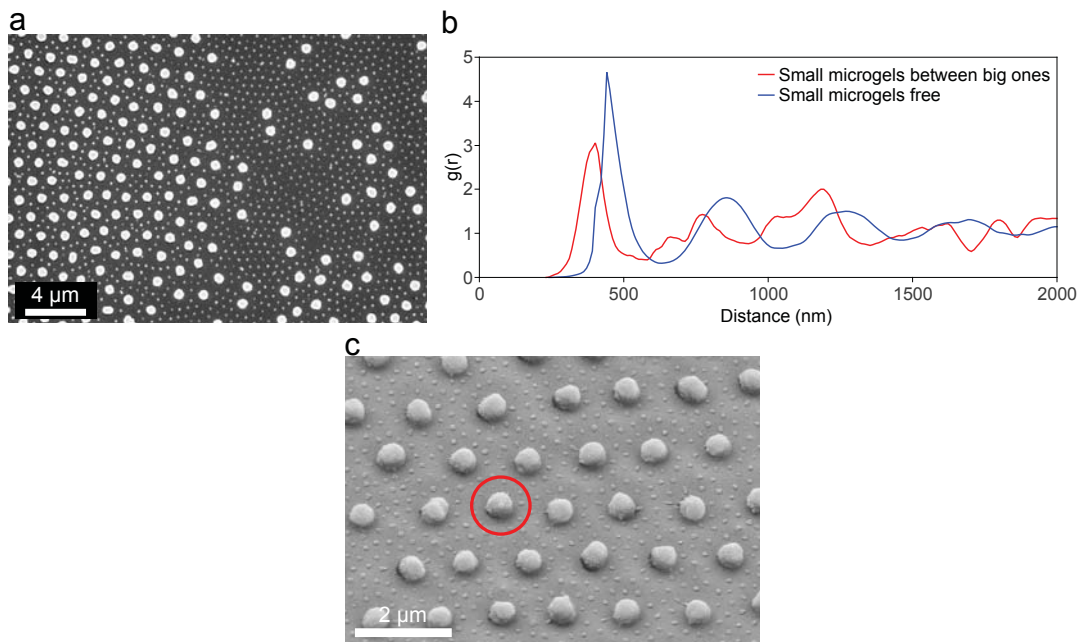 a
4 µm
b
g(r)
5
4
3
2
1
0
Small microgels between big ones
Small microgels free
0
500
1000
1500
2000
Distance (nm)
c
2 µm